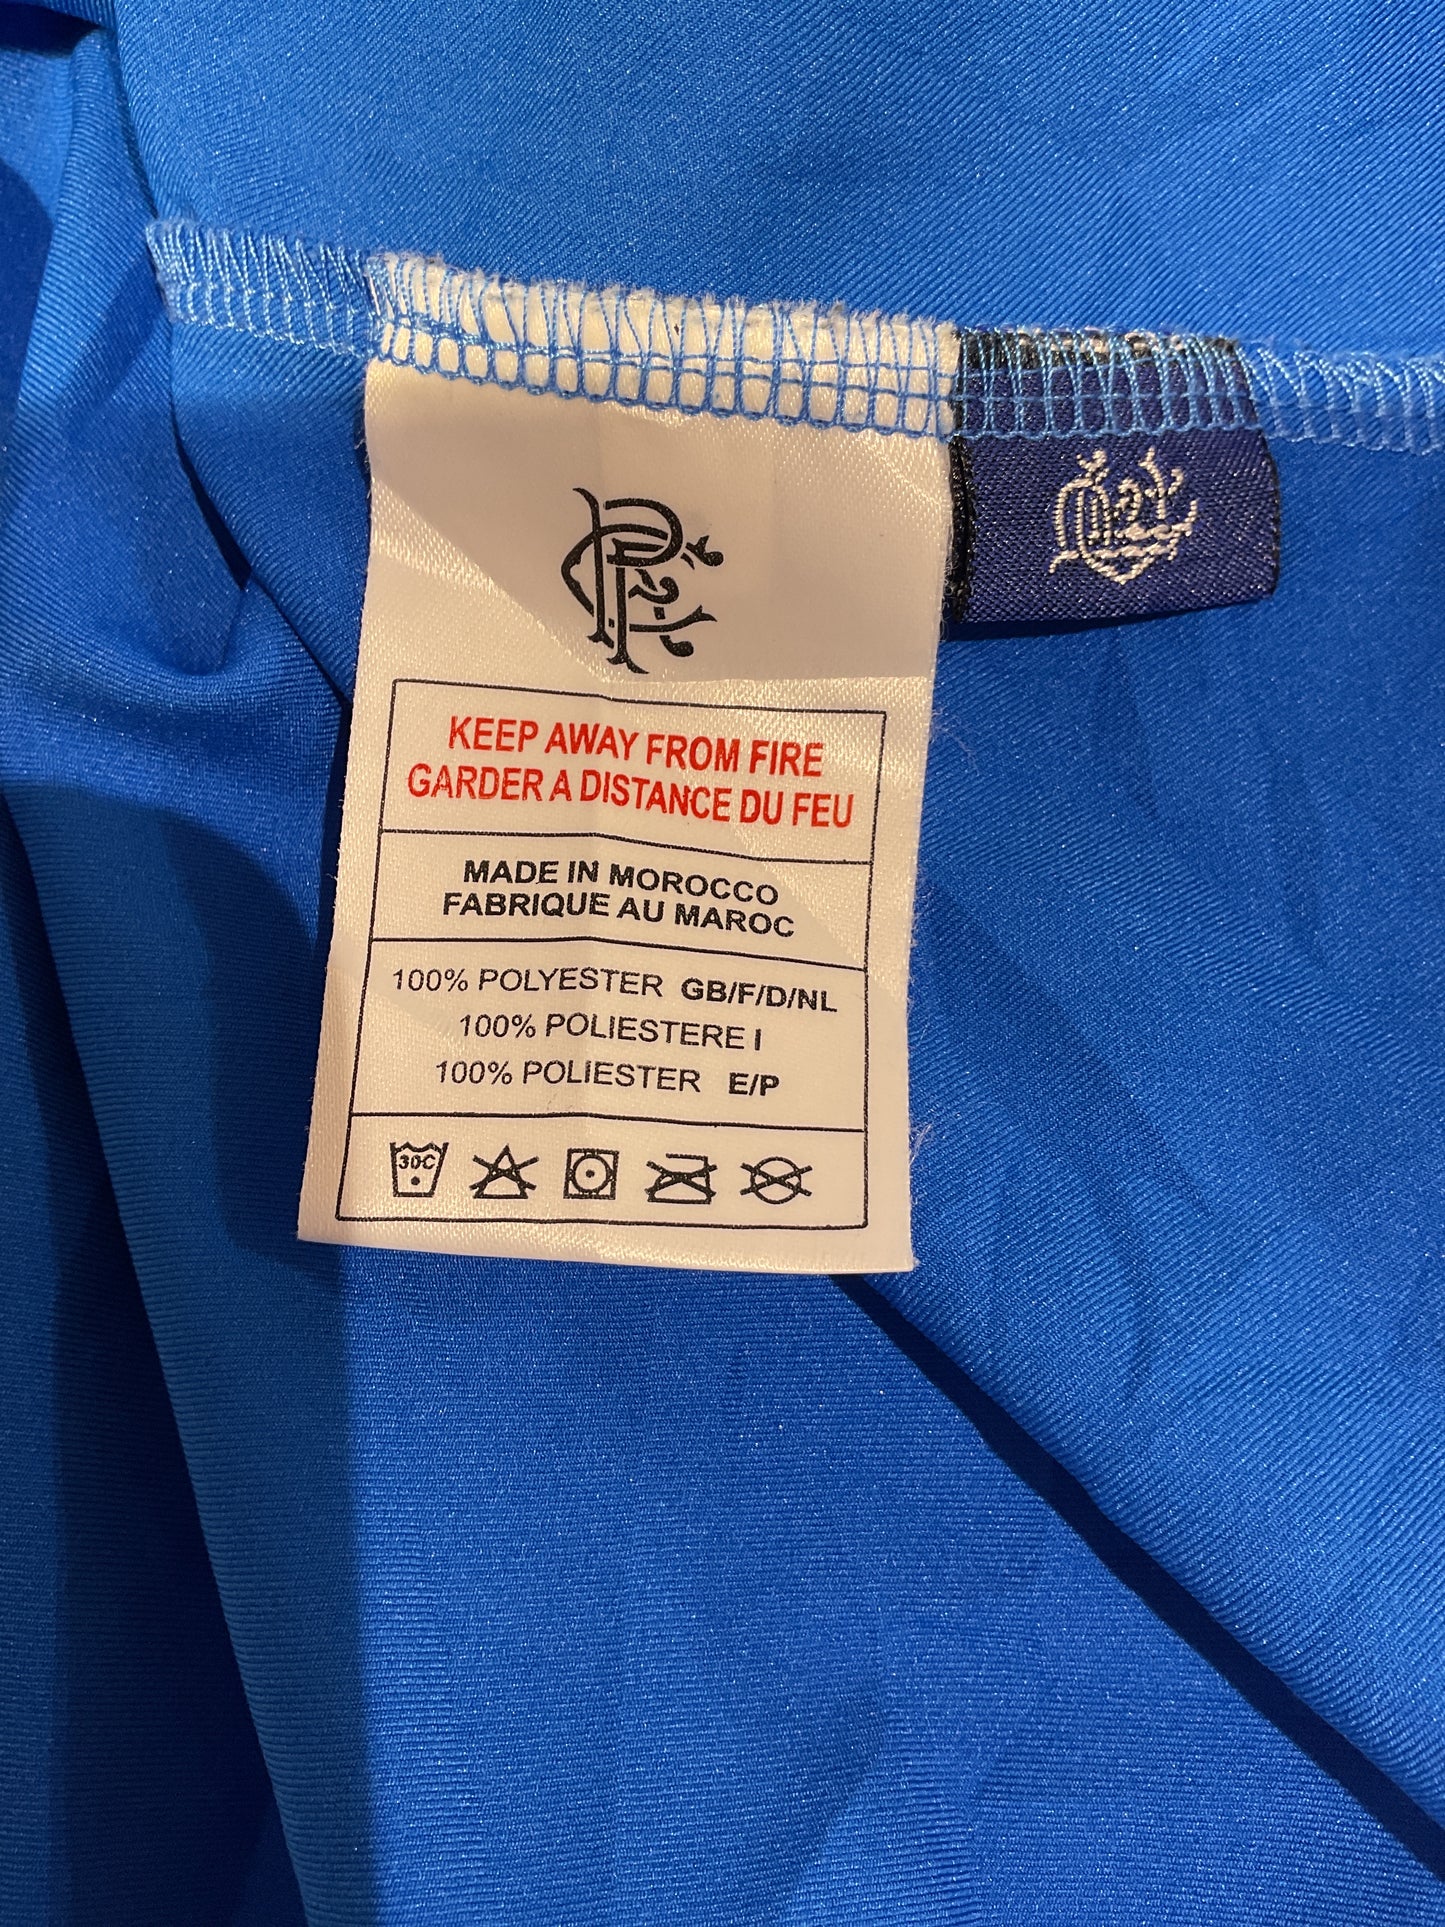 RFC
KEEP AWAY FROM FIRE
GARDER A DISTANCE DU FEU
MADE IN MOROCCO
FABRIQUE AU MAROC
100% POLYESTER GB/F/D/NL
100% POLIESTERE I
100% POLIESTER E/P
30C